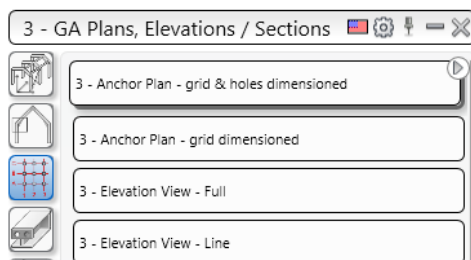 3 - GA Plans, Elevations / Sections
3 - Anchor Plan - grid & holes dimensioned
3 - Anchor Plan - grid dimensioned
3 - Elevation View - Full
3 - Elevation View - Line